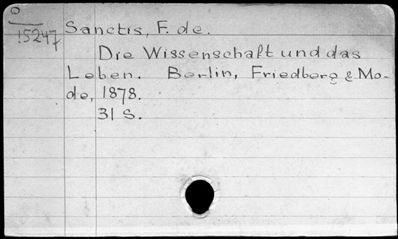 O
15247
Sanctis, F. de.
Die Wissenschaft und das
Leben. Berlin, Friedberg & Mo-
de, 1878.
31 S.